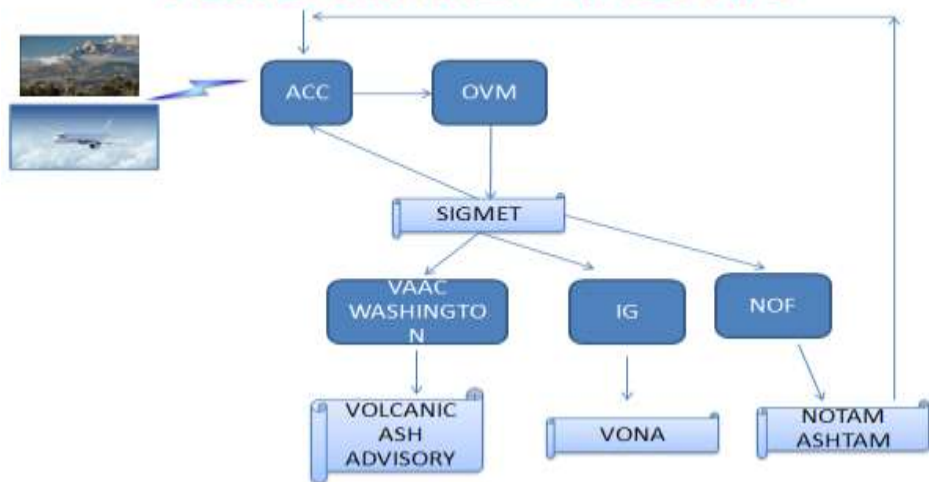 ACC
OVM
SIGMET
VAAC
WASHINGTO
N
IG
NOF
VOLCANIC
ASH
ADVISORY
VONA
NOTAM
ASHTAM